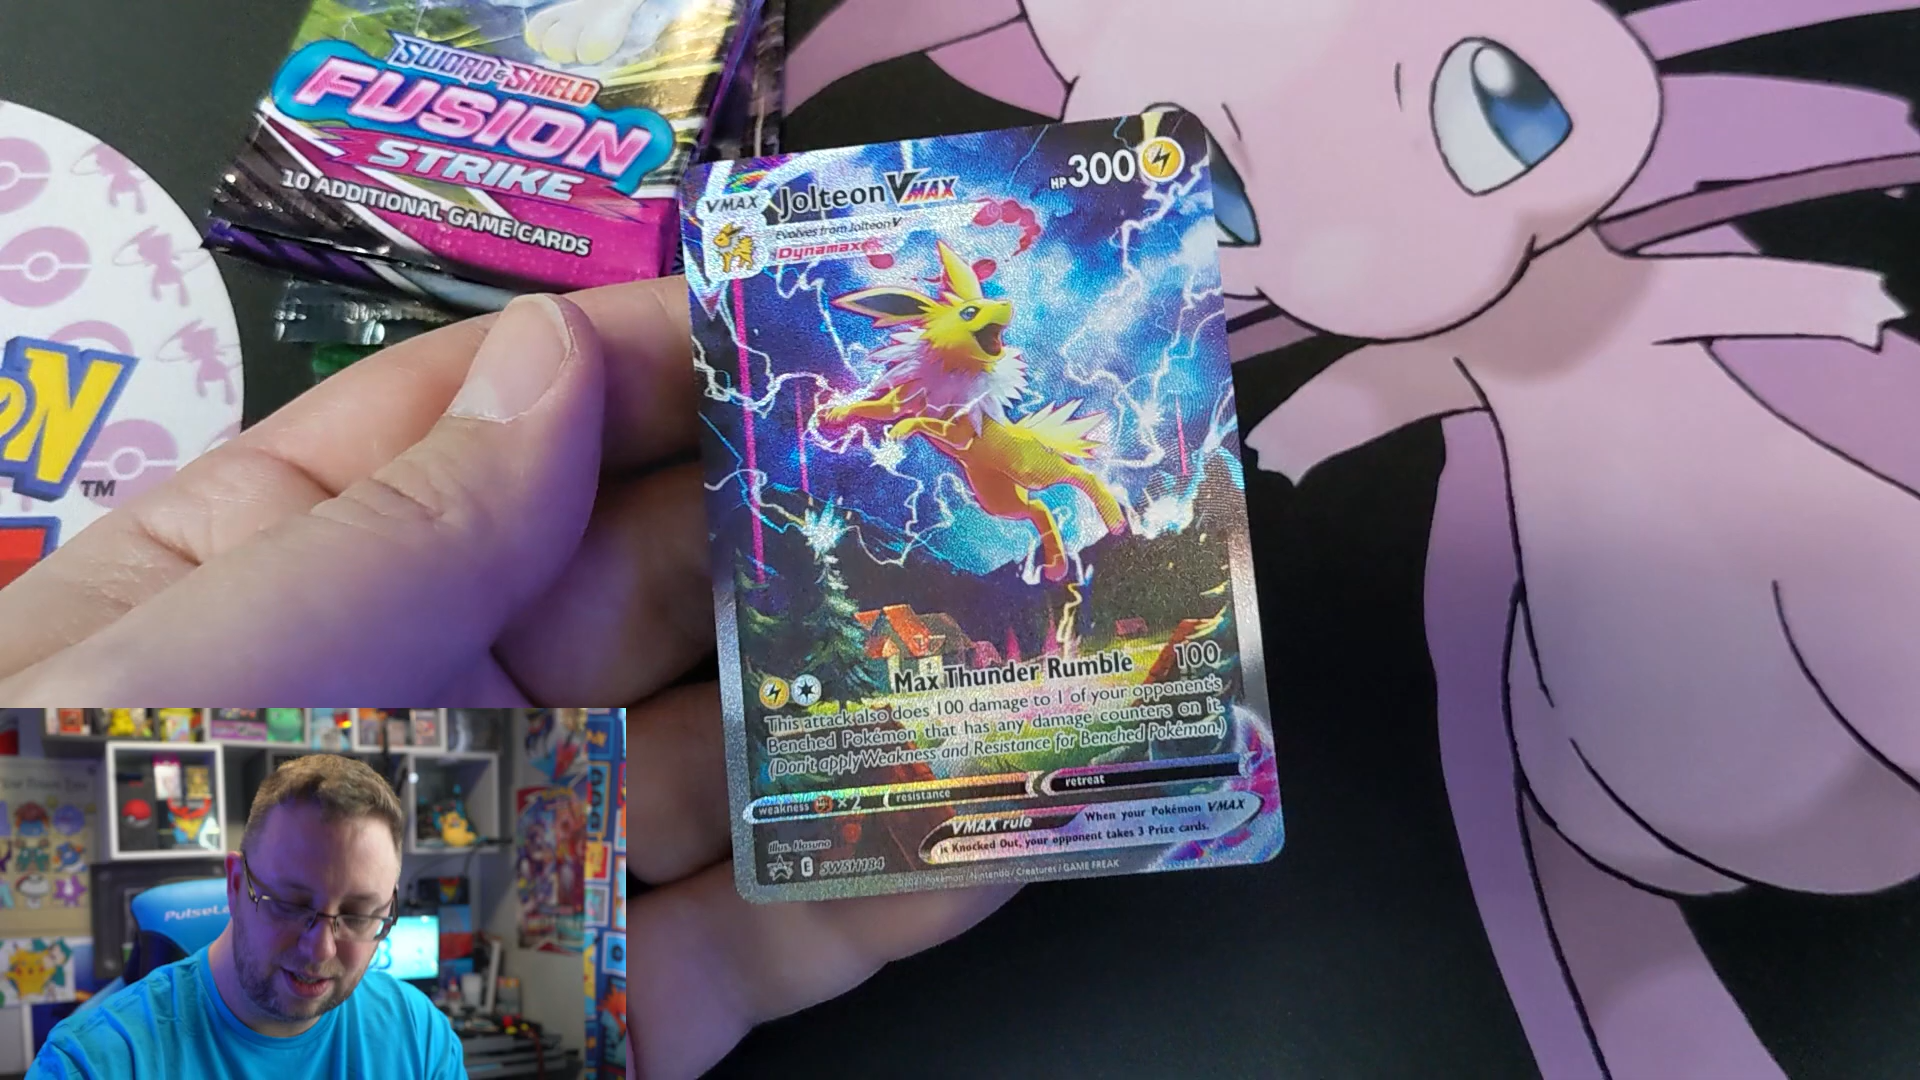 SWORD & SHIELD
FUSION
STRIKE
10 ADDITIONAL GAME CARDS
VMAX Jolteon VMAX HP 300
Evolves from Jolteon V
Dynamax
Max Thunder Rumble 100
This attack also does 100 damage to 1 of your opponent's
Benched Pokémon that has any damage counters on it.
(Don't apply Weakness and Resistance for Benched Pokémon.)
weakness ×2 resistance retreat
VMAX rule When your Pokémon VMAX
is Knocked Out, your opponent takes 3 Prize cards.
Illus. Nasuno
E SWSH184
©2021 Pokémon / Nintendo / Creatures / GAME FREAK
ON
TM